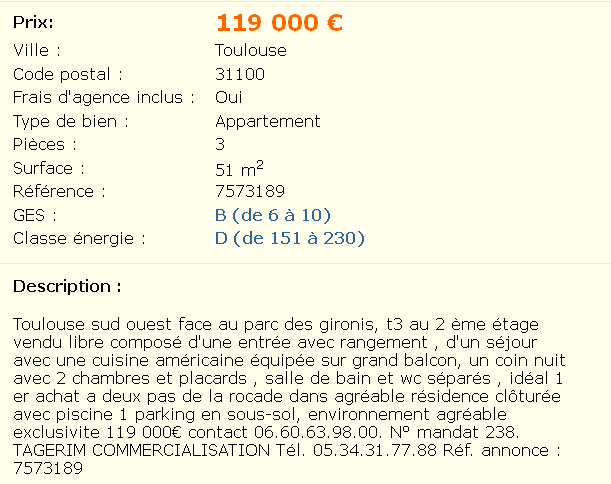 Prix: 119 000 €
Ville : Toulouse
Code postal : 31100
Frais d'agence inclus : Oui
Type de bien : Appartement
Pièces : 3
Surface : 51 m²
Référence : 7573189
GES : B (de 6 à 10)
Classe énergie : D (de 151 à 230)
Description :
Toulouse sud ouest face au parc des gironis, t3 au 2 ème étage
vendu libre composé d'une entrée avec rangement , d'un séjour
avec une cuisine américaine équipée sur grand balcon, un coin nuit
avec 2 chambres et placards , salle de bain et wc séparés , idéal 1
er achat a deux pas de la rocade dans agréable résidence clôturée
avec piscine 1 parking en sous-sol, environnement agréable
exclusivite 119 000€ contact 06.60.63.98.00. N° mandat 238.
TAGERIM COMMERCIALISATION Tél. 05.34.31.77.88 Réf. annonce :
7573189